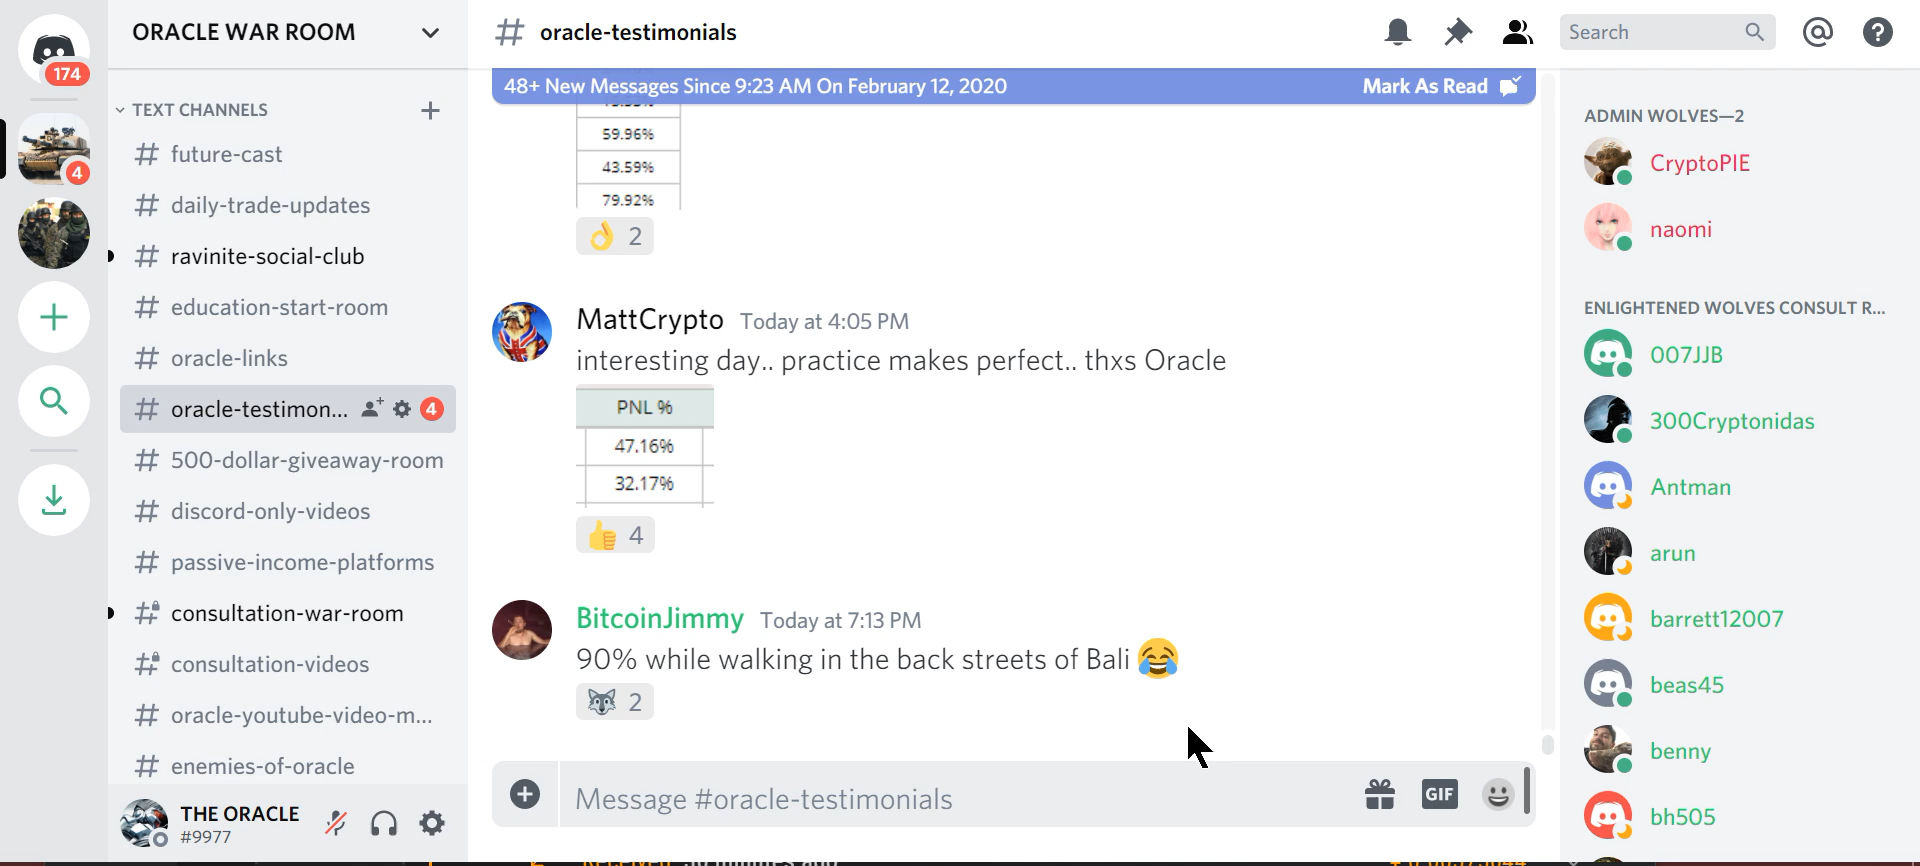 174
4
ORACLE WAR ROOM
TEXT CHANNELS
future-cast
daily-trade-updates
ravinite-social-club
education-start-room
oracle-links
oracle-testimon... 4
500-dollar-giveaway-room
discord-only-videos
passive-income-platforms
consultation-war-room
consultation-videos
oracle-youtube-video-m...
enemies-of-oracle
THE ORACLE
#9977
# oracle-testimonials
Search
48+ New Messages Since 9:23 AM On February 12, 2020
Mark As Read
59.96%
43.59%
79.92%
👌 2
MattCrypto Today at 4:05 PM
interesting day.. practice makes perfect.. thxs Oracle
PNL %
47.16%
32.17%
👍 4
BitcoinJimmy Today at 7:13 PM
90% while walking in the back streets of Bali 😂
🐺 2
Message #oracle-testimonials
GIF
ADMIN WOLVES—2
CryptoPIE
naomi
ENLIGHTENED WOLVES CONSULT R...
007JJB
300Cryptonidas
Antman
arun
barrett12007
beas45
benny
bh505